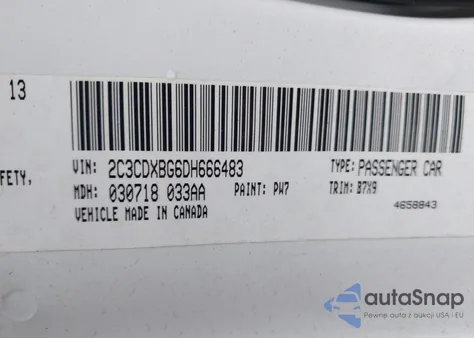 13
FETY,
VIN: 2C3CDXBG6DH666483 TYPE: PASSENGER CAR
MDH: 030718 033AA PAINT: PW7 TRIM: B7X9
VEHICLE MADE IN CANADA 4658843
autoSnap
Pewne auta z aukcji USA i EU